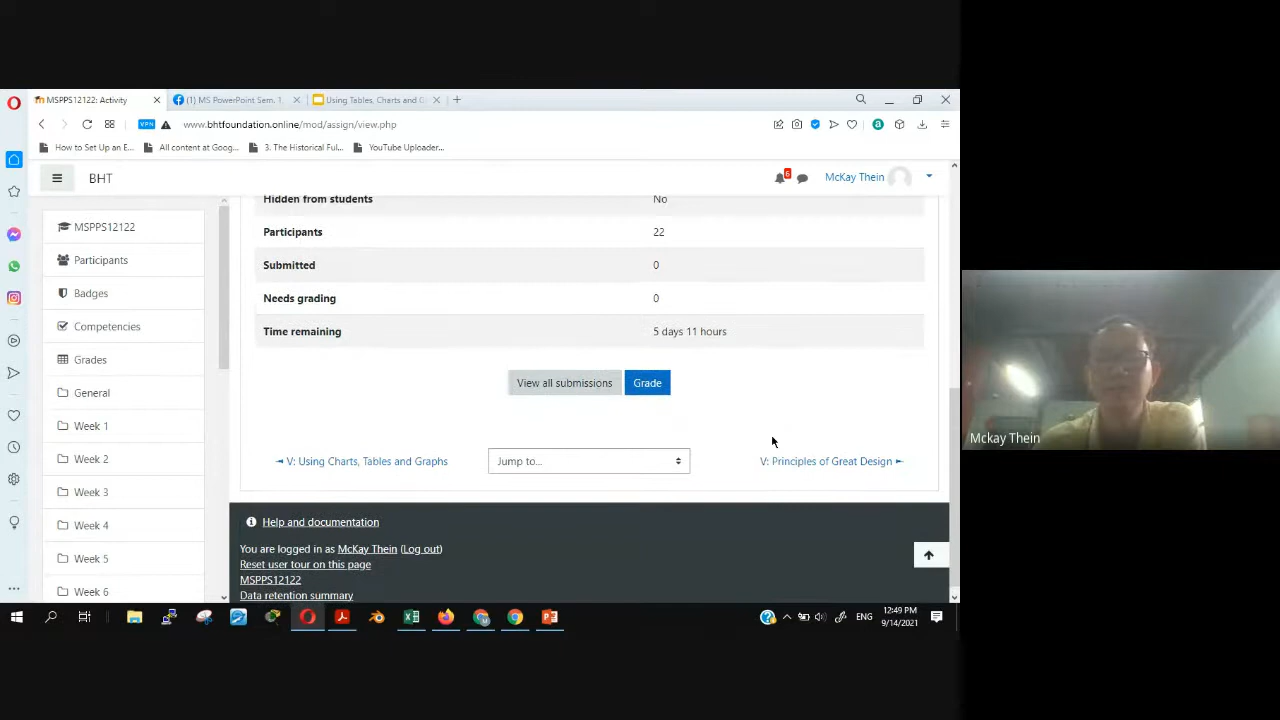 MSPPS12122: Activity
(1) MS PowerPoint Sem. 1,
Using Tables, Charts and G
VPN
www.bhtfoundation.online/mod/assign/view.php
How to Set Up an E...
All content at Goog...
3. The Historical Ful...
YouTube Uploader...
BHT
6
McKay Thein
MSPPS12122
Participants
Badges
Competencies
Grades
General
Week 1
Week 2
Week 3
Week 4
Week 5
Week 6
Hidden from students No
Participants 22
Submitted 0
Needs grading 0
Time remaining 5 days 11 hours
View all submissions
Grade
◄ V: Using Charts, Tables and Graphs
Jump to...
V: Principles of Great Design ►
Help and documentation
You are logged in as McKay Thein (Log out)
Reset user tour on this page
MSPPS12122
Data retention summary
ENG
12:49 PM
9/14/2021
Mckay Thein